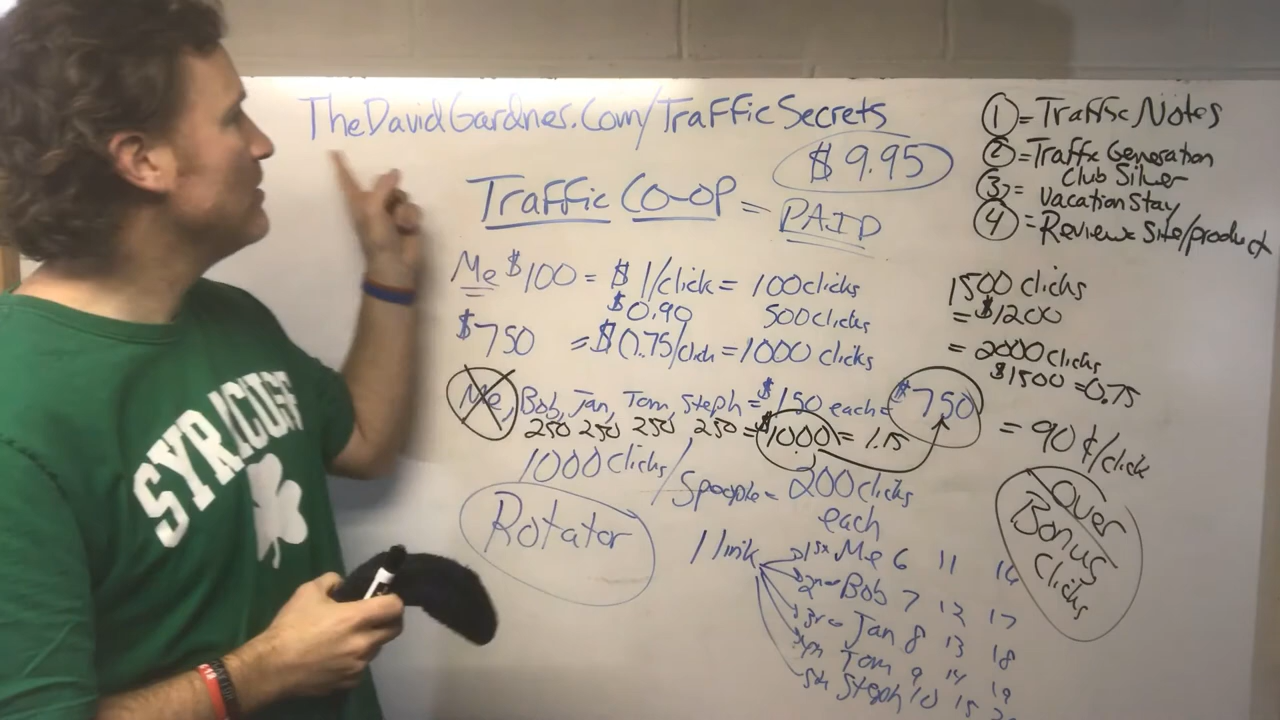 TheDavidGardner.Com/TrafficSecrets
$9.95
Traffic Co-op = PAID
Me $100 = $1/click = 100 clicks
$0.90 500 clicks
$750 = $0.75/click = 1000 clicks
Me, Bob, Jan, Tom, Steph = $150 each = $750
250 250 250 250 = $1000 = 1.15
1000 clicks/5 people = 200 clicks
each
Rotator
1 link
1st Me 6 11 16
2nd Bob 7 12 17
3rd Jan 8 13 18
4th Tom 9 14 19
5th Steph 10 15
1 = Traffic Notes
2 = Traffic Generation
Club Silver
3 = Vacation Stay
4 = Review Site/product
1500 clicks
= $1200
= 2000 clicks
$1500 = 0.75
= 90¢/click
Over
Bonus
Clicks
SYRACUSE